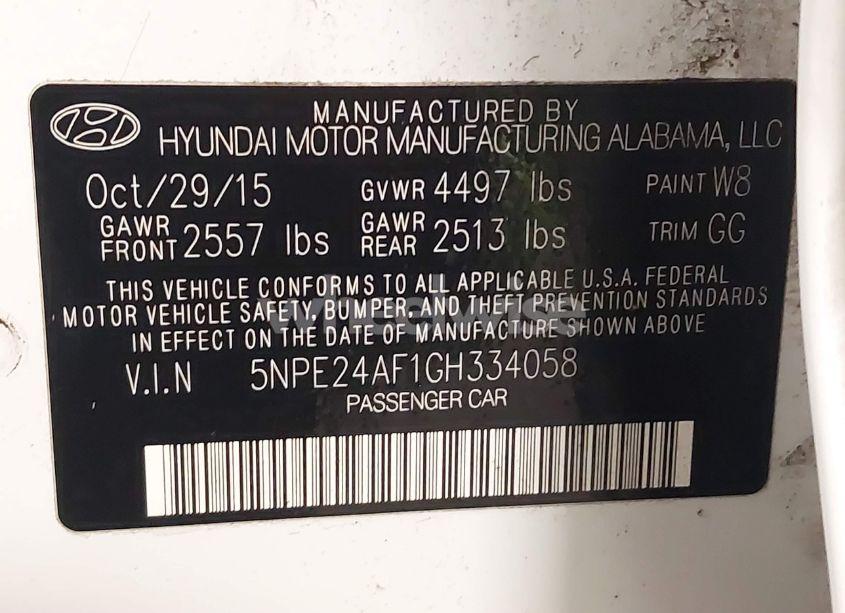 MANUFACTURED BY
HYUNDAI MOTOR MANUFACTURING ALABAMA, LLC
Oct/29/15 GVWR 4497 lbs PAINT W8
GAWR FRONT 2557 lbs GAWR REAR 2513 lbs TRIM GG
THIS VEHICLE CONFORMS TO ALL APPLICABLE U.S.A. FEDERAL
MOTOR VEHICLE SAFETY, BUMPER, AND THEFT PREVENTION STANDARDS
IN EFFECT ON THE DATE OF MANUFACTURE SHOWN ABOVE
wheelwise
V.I.N 5NPE24AF1GH334058
PASSENGER CAR